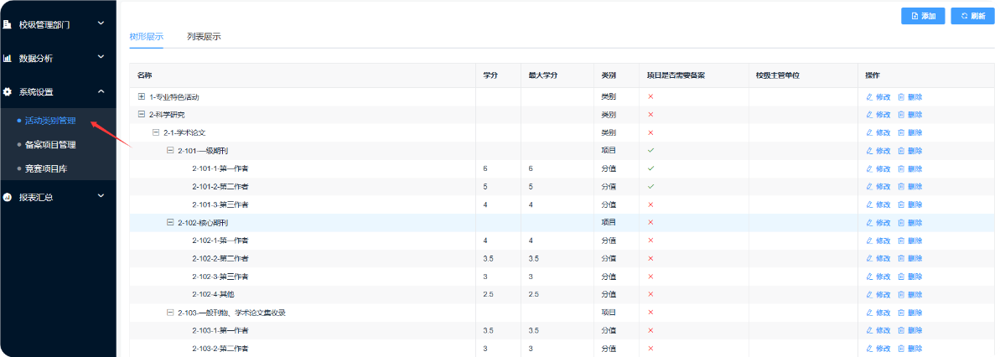 添加 刷新
校级管理部门
数据分析
系统设置
活动类别管理
备案项目管理
竞赛项目库
报表汇总
树形展示 列表展示
名称 学分 最大学分 类别 项目是否需要备案 校级主管单位 操作
1-专业特色活动 类别 修改 删除
2-科学研究 类别 修改 删除
2-1-学术论文 类别 修改 删除
2-101-一级期刊 项目 修改 删除
2-101-1-第一作者 6 6 分值 修改 删除
2-101-2-第二作者 5 5 分值 修改 删除
2-101-3-第三作者 4 4 分值 修改 删除
2-102-核心期刊 项目 修改 删除
2-102-1-第一作者 4 4 分值 修改 删除
2-102-2-第二作者 3.5 3.5 分值 修改 删除
2-102-3-第三作者 3 3 分值 修改 删除
2-102-4-其他 2.5 2.5 分值 修改 删除
2-103-一般刊物、学术论文集收录 项目 修改 删除
2-103-1-第一作者 3.5 3.5 分值 修改 删除
2-103-2-第二作者 3 3 分值 修改 删除